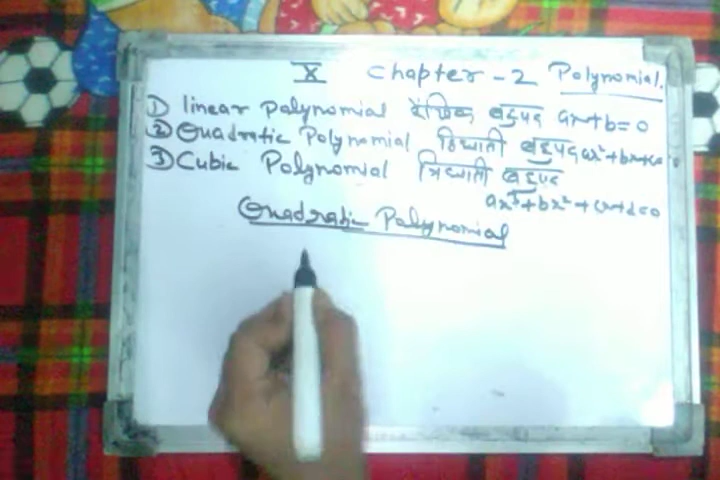 X Chapter - 2 Polynomial.
1) linear Polynomial रैखिक बहुपद ax+b=0
2) Quadratic Polynomial द्विघाती बहुपद ax²+bx+c=0
3) Cubic Polynomial त्रिघाती बहुपद
ax³+bx²+cx+d=0
Quadratic Polynomial